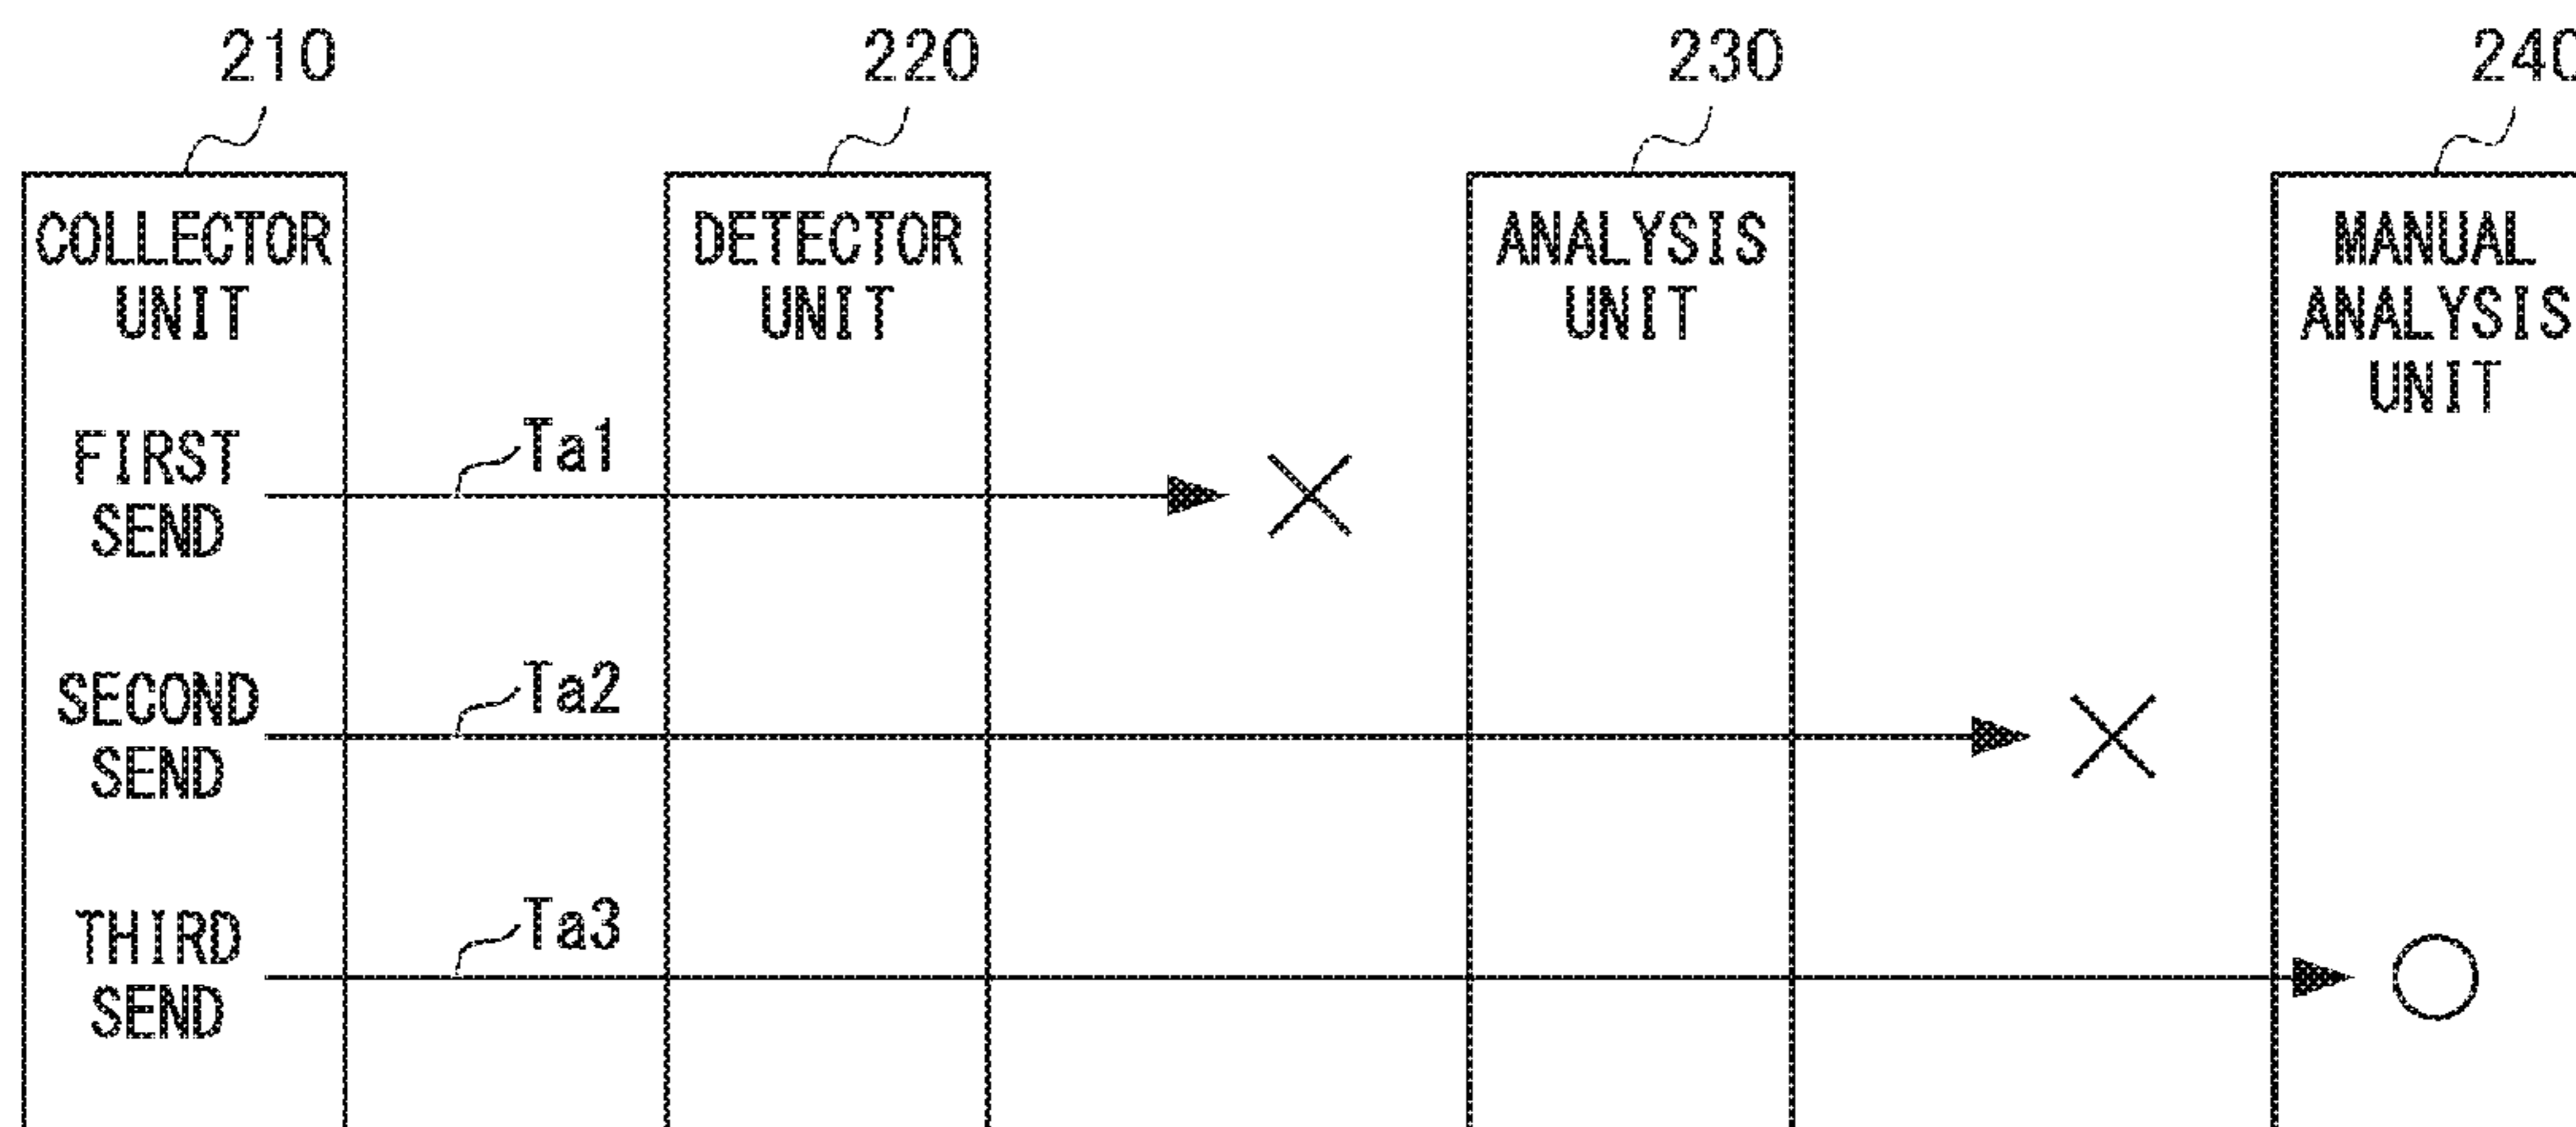 210
220
230
240
COLLECTOR
UNIT
DETECTOR
UNIT
ANALYSIS
UNIT
MANUAL
ANALYSIS
UNIT
FIRST
SEND
Ta1
SECOND
SEND
Ta2
THIRD
SEND
Ta3